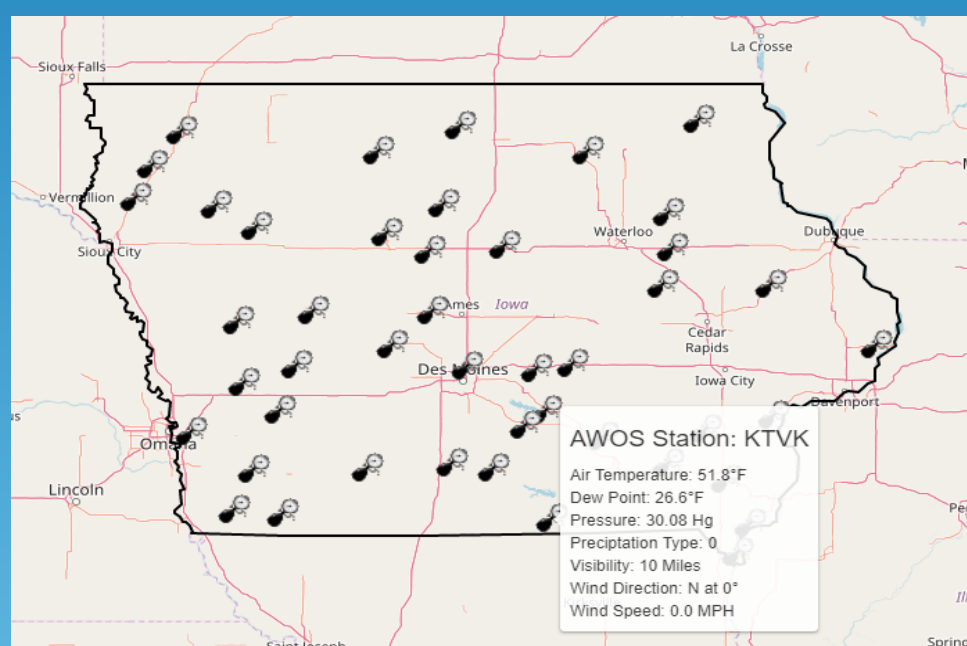 La Crosse
Sioux Falls
Vermillion
Sioux City
Waterloo
Dubuque
Ames
Iowa
Cedar
Rapids
Des Moines
Iowa City
Davenport
Omaha
Lincoln
AWOS Station: KTVK
Air Temperature: 51.8°F
Dew Point: 26.6°F
Pressure: 30.08 Hg
Preciptation Type: 0
Visibility: 10 Miles
Wind Direction: N at 0°
Wind Speed: 0.0 MPH
Saint Joseph